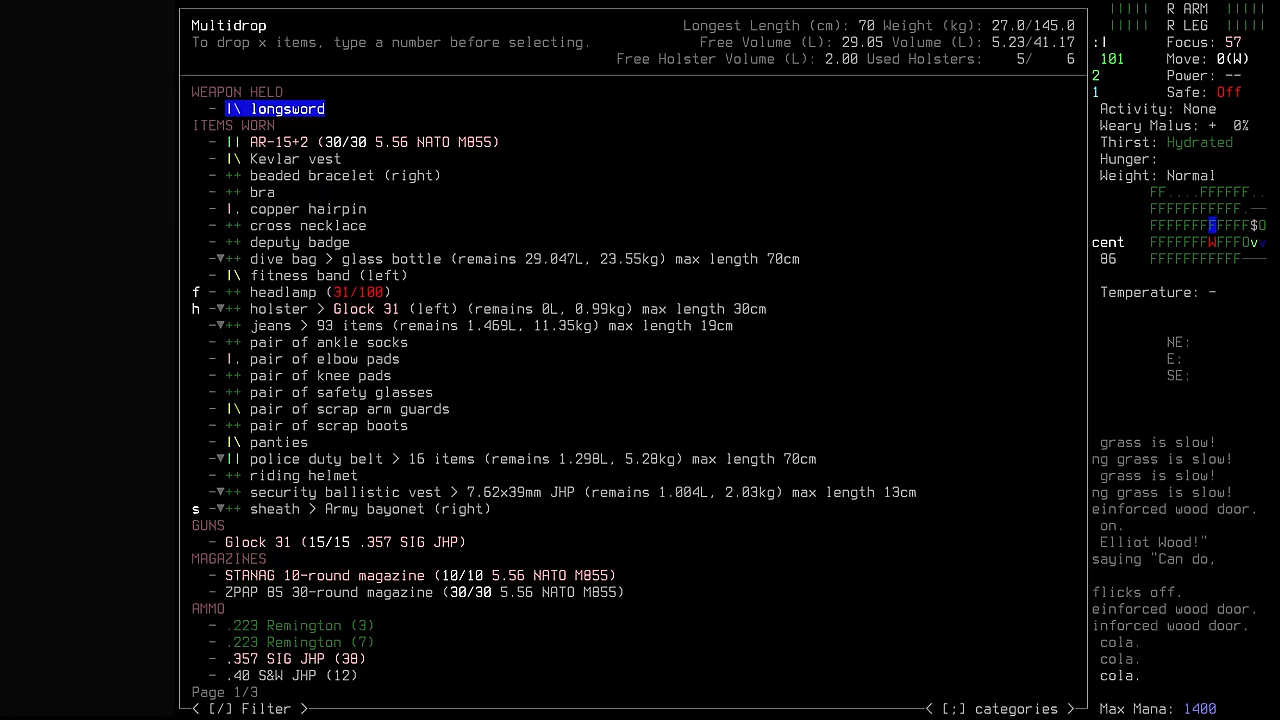 Multidrop
Longest Length (cm): 70 Weight (kg): 27.0/145.0
To drop x items, type a number before selecting.
Free Volume (L): 29.05 Volume (L): 5.23/41.17
Free Holster Volume (L): 2.00 Used Holsters: 5/ 6
WEAPON HELD
- |\ longsword
ITEMS WORN
- || AR-15+2 (30/30 5.56 NATO M855)
- |\ Kevlar vest
- ++ beaded bracelet (right)
- ++ bra
- |. copper hairpin
- ++ cross necklace
- ++ deputy badge
-▼++ dive bag > glass bottle (remains 29.047L, 23.55kg) max length 70cm
- |\ fitness band (left)
f - ++ headlamp (31/100)
h -▼++ holster > Glock 31 (left) (remains 0L, 0.99kg) max length 30cm
-▼++ jeans > 93 items (remains 1.469L, 11.35kg) max length 19cm
- ++ pair of ankle socks
- |. pair of elbow pads
- ++ pair of knee pads
- ++ pair of safety glasses
- |\ pair of scrap arm guards
- ++ pair of scrap boots
- |\ panties
-▼|| police duty belt > 16 items (remains 1.298L, 5.28kg) max length 70cm
- ++ riding helmet
-▼++ security ballistic vest > 7.62x39mm JHP (remains 1.004L, 2.03kg) max length 13cm
s -▼++ sheath > Army bayonet (right)
GUNS
- Glock 31 (15/15 .357 SIG JHP)
MAGAZINES
- STANAG 10-round magazine (10/10 5.56 NATO M855)
- ZPAP 85 30-round magazine (30/30 5.56 NATO M855)
AMMO
- .223 Remington (3)
- .223 Remington (7)
- .357 SIG JHP (38)
- .40 S&W JHP (12)
Page 1/3
< [/] Filter >
< [;] categories >
||||| R ARM |||||
||||| R LEG |||||
:| Focus: 57
101 Move: 0(W)
2 Power: --
1 Safe: Off
Activity: None
Weary Malus: + 0%
Thirst: Hydrated
Hunger:
Weight: Normal
FF....FFFFFF..
FFFFFFFFFFF.——
FFFFFFFFFFFF$O
cent FFFFFFFWFFFOvv
86 FFFFFFFFFFF———
Temperature: -
NE:
E:
SE:
grass is slow!
ng grass is slow!
grass is slow!
ng grass is slow!
einforced wood door.
on.
Elliot Wood!"
saying "Can do,
flicks off.
einforced wood door.
inforced wood door.
cola.
cola.
cola.
Max Mana: 1400